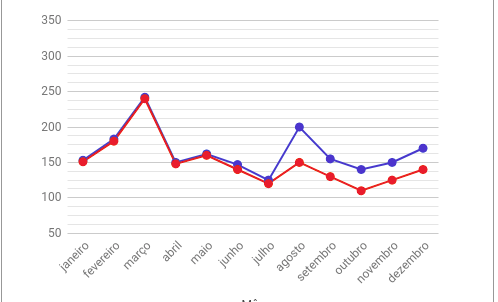 350
300
250
200
150
100
50
janeiro
fevereiro
março
abril
maio
junho
julho
agosto
setembro
outubro
novembro
dezembro